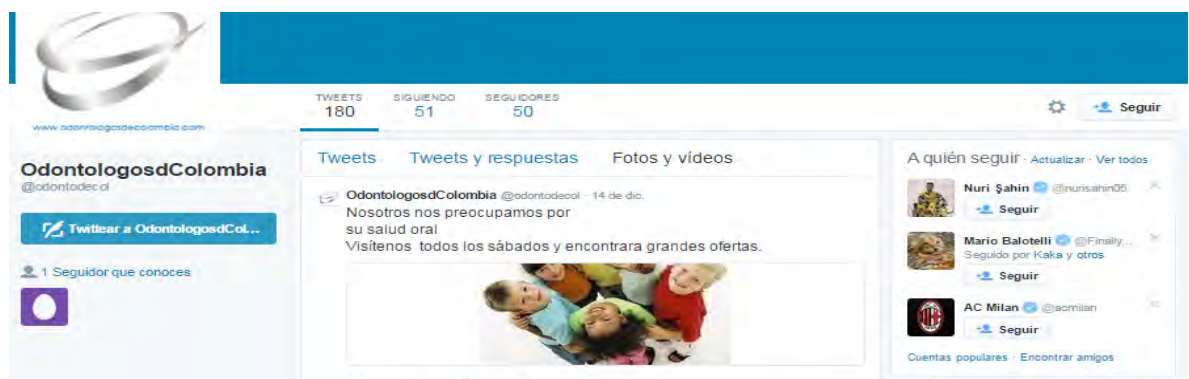 www.odontologosdecolombia.com
TWEETS SIGUIENDO SEGUIDORES
180 51 50
Seguir
OdontologosdColombia
@odontodecol
Twittear a OdontologosdCol...
1 Seguidor que conoces
Tweets Tweets y respuestas Fotos y vídeos
OdontologosdColombia @odontodecol · 14 de dic.
Nosotros nos preocupamos por
su salud oral
Visítenos todos los sábados y encontrara grandes ofertas.
A quién seguir · Actualizar · Ver todos
Nuri Şahin @nurisahin05
Seguir
Mario Balotelli @Finally...
Seguido por Kaka y otros
Seguir
AC Milan @acmilan
Seguir
Cuentas populares · Encontrar amigos